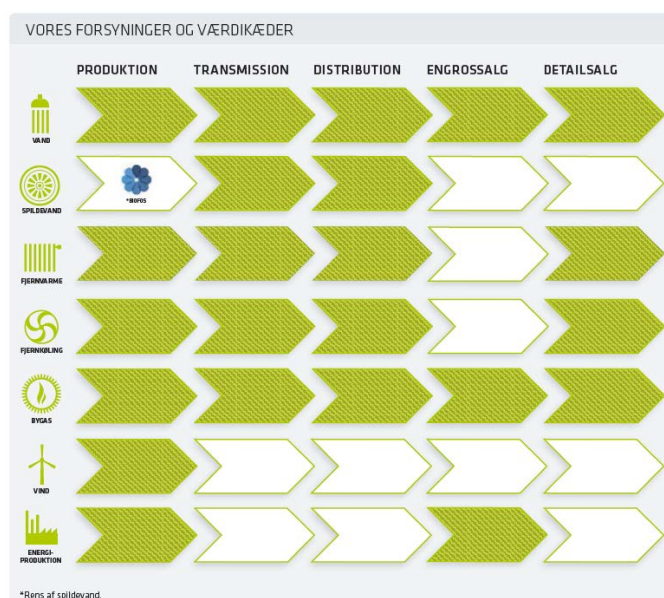 VORES FORSYNINGER OG VÆRDIKÆDER
PRODUKTION TRANSMISSION DISTRIBUTION ENGROSSALG DETAILSALG
VAND
*BIOFOS
SPILDEVAND
FJERNVARME
FJERNKØLING
BYGAS
VIND
ENERGI-
PRODUKTION
*Rens af spildevand.